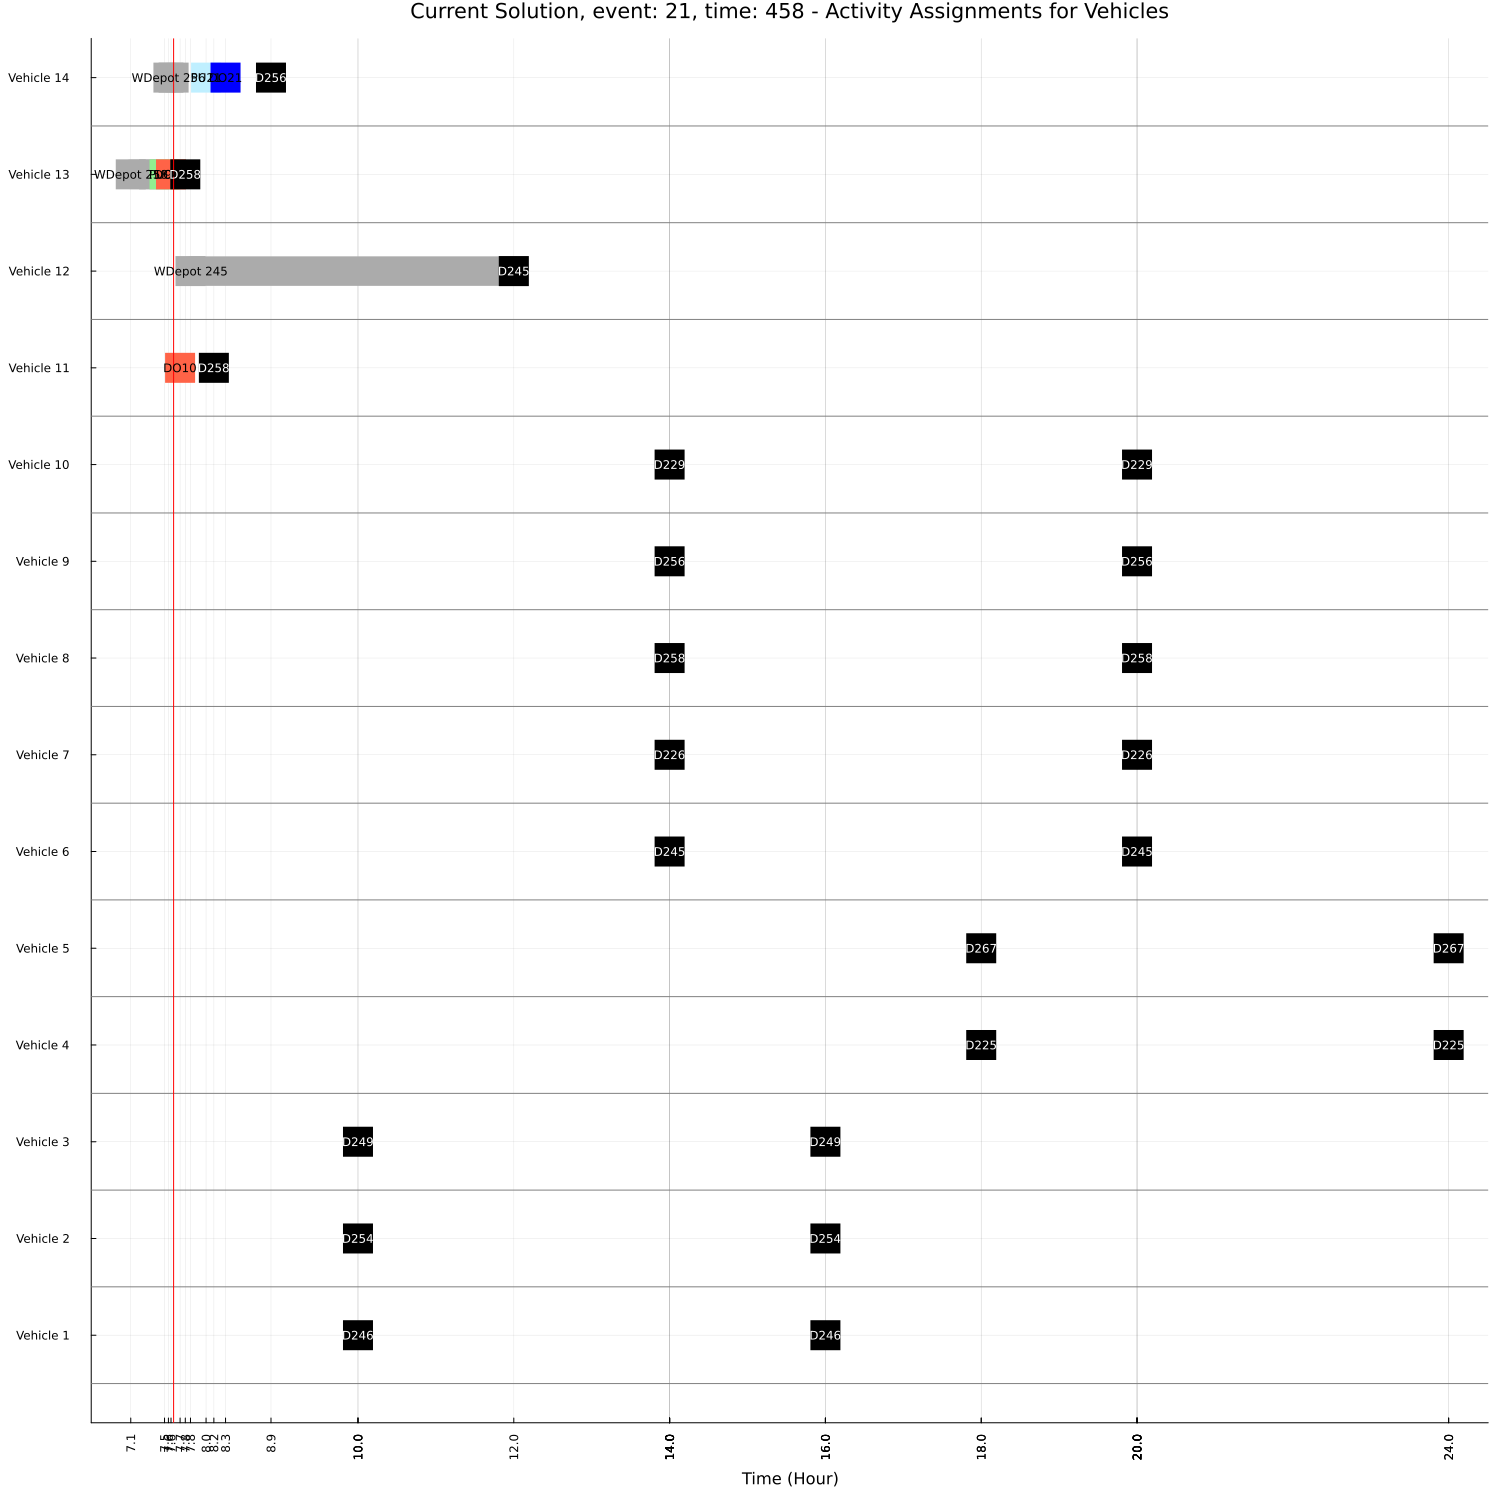 Current Solution, event: 21, time: 458 - Activity Assignments for Vehicles
Vehicle 14
D256
Vehicle 13
D258
Vehicle 12
WDepot 245
D245
Vehicle 11
DO10
D258
Vehicle 10
D229
D229
Vehicle 9
D256
D256
Vehicle 8
D258
D258
Vehicle 7
D226
D226
Vehicle 6
D245
D245
Vehicle 5
D267
D267
Vehicle 4
D225
D225
Vehicle 3
D249
D249
Vehicle 2
D254
D254
Vehicle 1
D246
D246
7.1
8.0
8.2
8.3
8.9
10.0
12.0
14.0
16.0
18.0
20.0
24.0
Time (Hour)